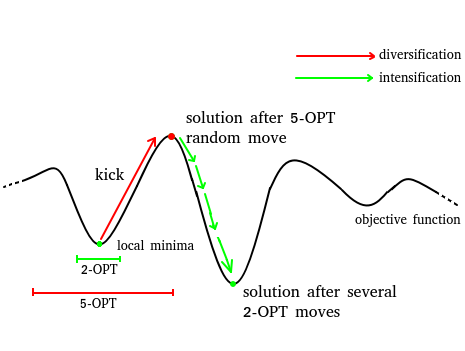 diversification
intensification
solution after 5-OPT
random move
kick
objective function
local minima
2-OPT
5-OPT
solution after several
2-OPT moves